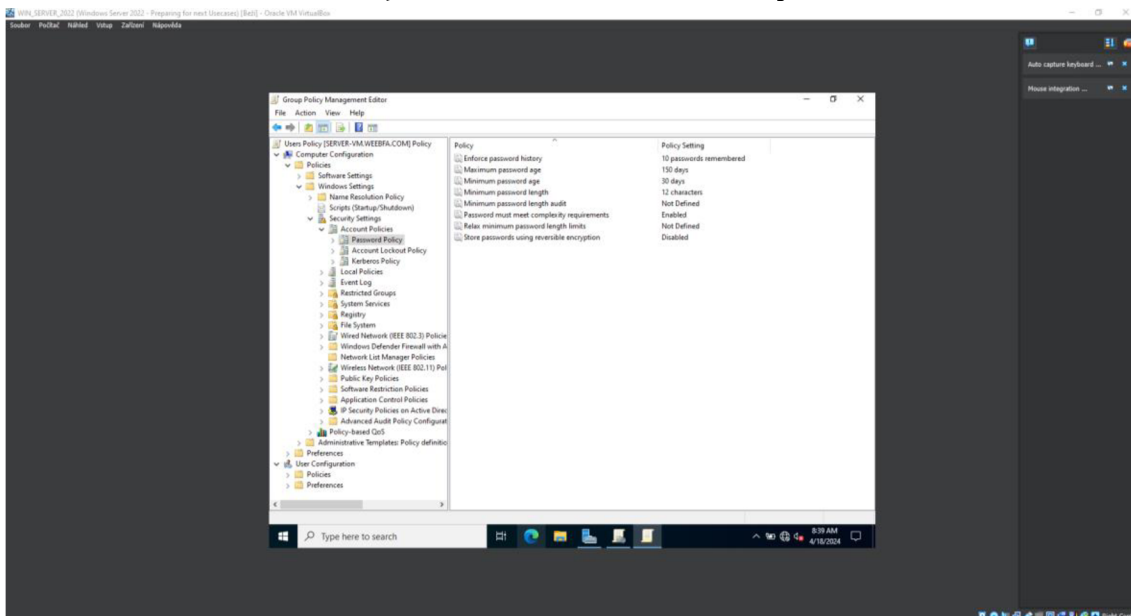 WIN_SERVER_2022 (Windows Server 2022 - Preparing for next Usecases) [Běží] - Oracle VM VirtualBox
Soubor Počítač Náhled Vstup Zařízení Nápověda
Auto capture keyboard ...
Mouse integration ...
Group Policy Management Editor
File Action View Help
Users Policy [SERVER-VM.WEEBFA.COM] Policy
Computer Configuration
Policies
Software Settings
Windows Settings
Name Resolution Policy
Scripts (Startup/Shutdown)
Security Settings
Account Policies
Password Policy
Account Lockout Policy
Kerberos Policy
Local Policies
Event Log
Restricted Groups
System Services
Registry
File System
Wired Network (IEEE 802.3) Policie
Windows Defender Firewall with A
Network List Manager Policies
Wireless Network (IEEE 802.11) Pol
Public Key Policies
Software Restriction Policies
Application Control Policies
IP Security Policies on Active Direc
Advanced Audit Policy Configurat
Policy-based QoS
Administrative Templates: Policy definitio
Preferences
User Configuration
Policies
Preferences
Policy Policy Setting
Enforce password history 10 passwords remembered
Maximum password age 150 days
Minimum password age 30 days
Minimum password length 12 characters
Minimum password length audit Not Defined
Password must meet complexity requirements Enabled
Relax minimum password length limits Not Defined
Store passwords using reversible encryption Disabled
Type here to search
8:39 AM
4/18/2024